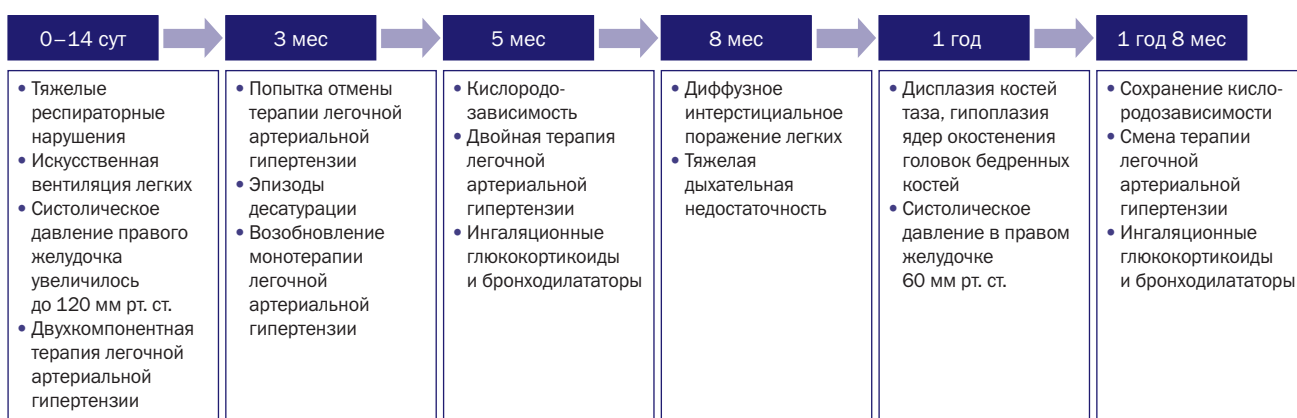 0–14 сут
• Тяжелые
респираторные
нарушения
• Искусственная
вентиляция легких
• Систолическое
давление правого
желудочка
увеличилось
до 120 мм рт. ст.
• Двухкомпонентная
терапия легочной
артериальной
гипертензии
3 мес
• Попытка отмены
терапии легочной
артериальной
гипертензии
• Эпизоды
десатурации
• Возобновление
монотерапии
легочной
артериальной
гипертензии
5 мес
• Кислородо-
зависимость
• Двойная терапия
легочной
артериальной
гипертензии
• Ингаляционные
глюкокортикоиды
и бронходилататоры
8 мес
• Диффузное
интерстициальное
поражение легких
• Тяжелая
дыхательная
недостаточность
1 год
• Дисплазия костей
таза, гипоплазия
ядер окостенения
головок бедренных
костей
• Систолическое
давление в правом
желудочке
60 мм рт. ст.
1 год 8 мес
• Сохранение кисло-
родозависимости
• Смена терапии
легочной
артериальной
гипертензии
• Ингаляционные
глюкокортикоиды
и бронходилататоры